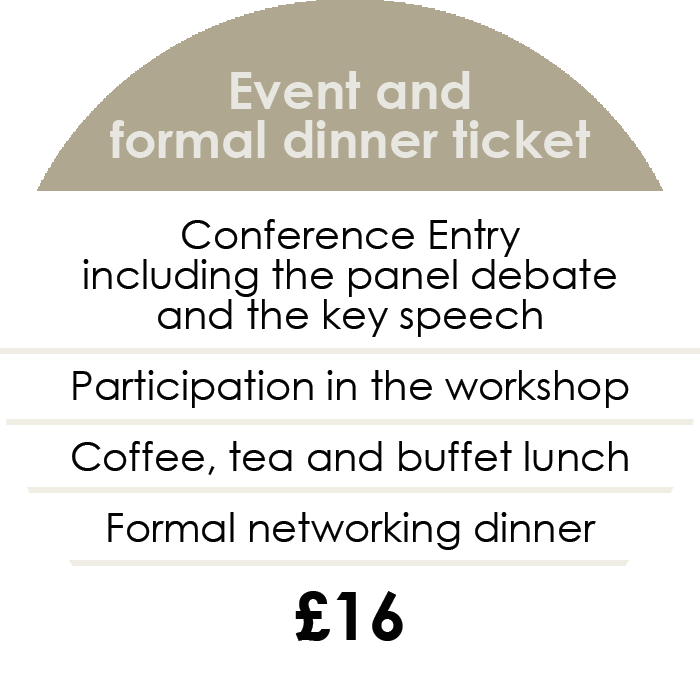 Event and
formal dinner ticket
Conference Entry
including the panel debate
and the key speech
Participation in the workshop
Coffee, tea and buffet lunch
Formal networking dinner
£16